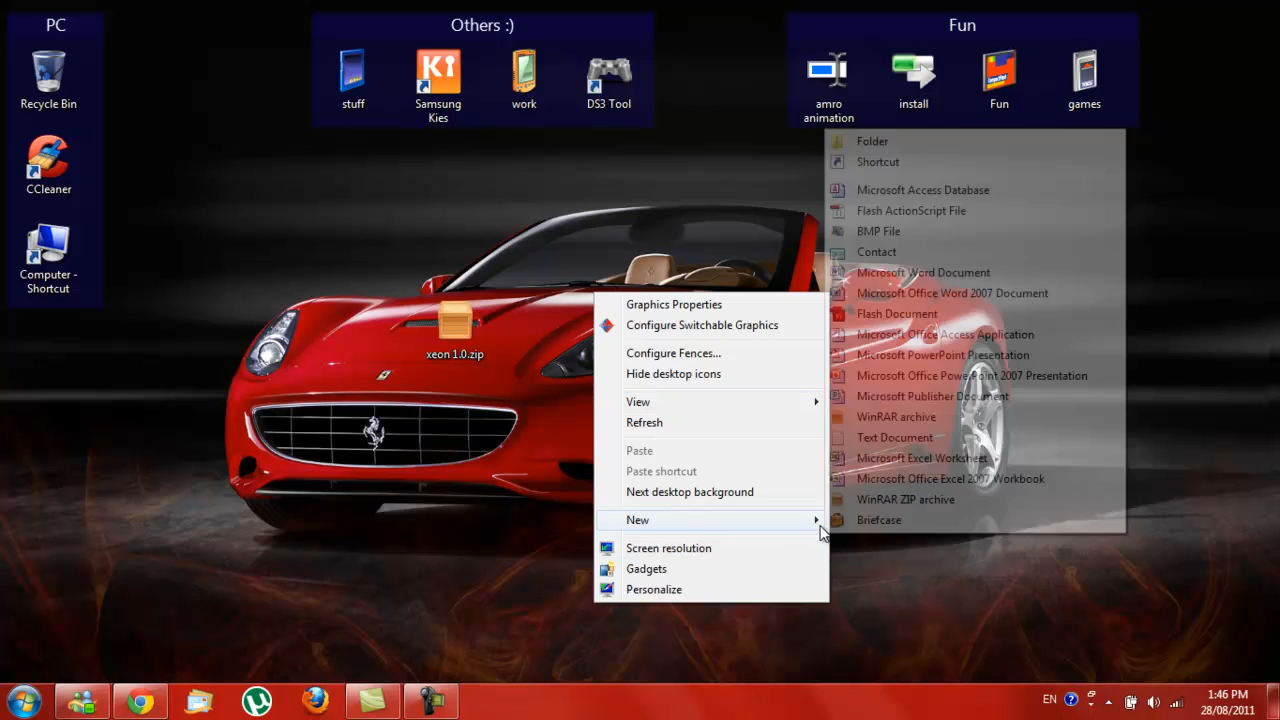 PC
Others :)
Fun
Recycle Bin
stuff
Samsung
Kies
work
DS3 Tool
amro
animation
install
Fun
games
CCleaner
Computer -
Shortcut
xeon 1.0.zip
Graphics Properties
Configure Switchable Graphics
Configure Fences...
Hide desktop icons
View
Refresh
Paste
Paste shortcut
Next desktop background
New
Screen resolution
Gadgets
Personalize
Folder
Shortcut
Microsoft Access Database
Flash ActionScript File
BMP File
Contact
Microsoft Word Document
Microsoft Office Word 2007 Document
Flash Document
Microsoft Office Access Application
Microsoft PowerPoint Presentation
Microsoft Office PowerPoint 2007 Presentation
Microsoft Publisher Document
WinRAR archive
Text Document
Microsoft Excel Worksheet
Microsoft Office Excel 2007 Workbook
WinRAR ZIP archive
Briefcase
EN
1:46 PM
28/08/2011